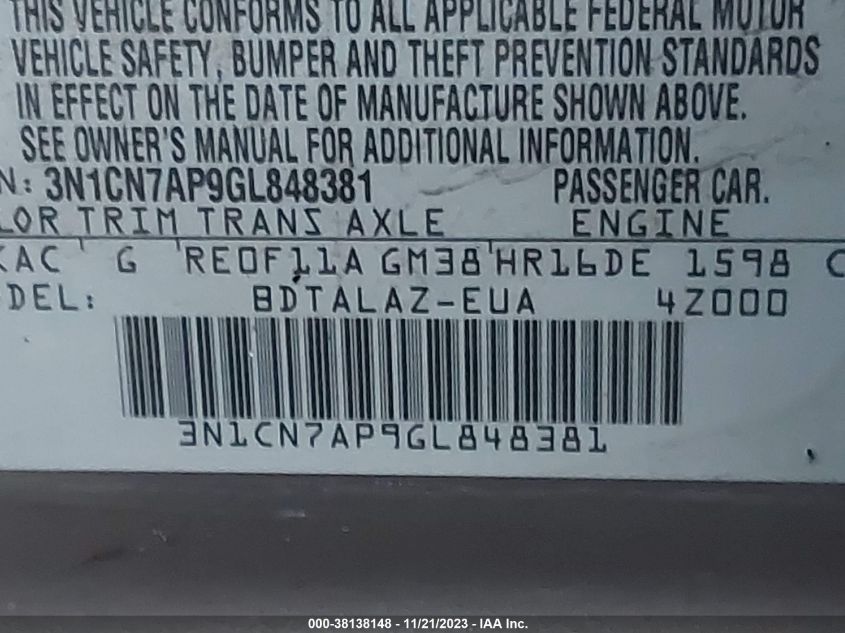 THIS VEHICLE CONFORMS TO ALL APPLICABLE FEDERAL MOTOR
VEHICLE SAFETY, BUMPER AND THEFT PREVENTION STANDARDS
IN EFFECT ON THE DATE OF MANUFACTURE SHOWN ABOVE.
SEE OWNER'S MANUAL FOR ADDITIONAL INFORMATION.
N: 3N1CN7AP9GL848381 PASSENGER CAR.
LOR TRIM TRANS AXLE ENGINE
KAC G RE0F11A GM38 HR16DE 1598 C
DEL: BDTALAZ-EUA 4Z000
3N1CN7AP9GL848381
000-38138148 - 11/21/2023 - IAA Inc.